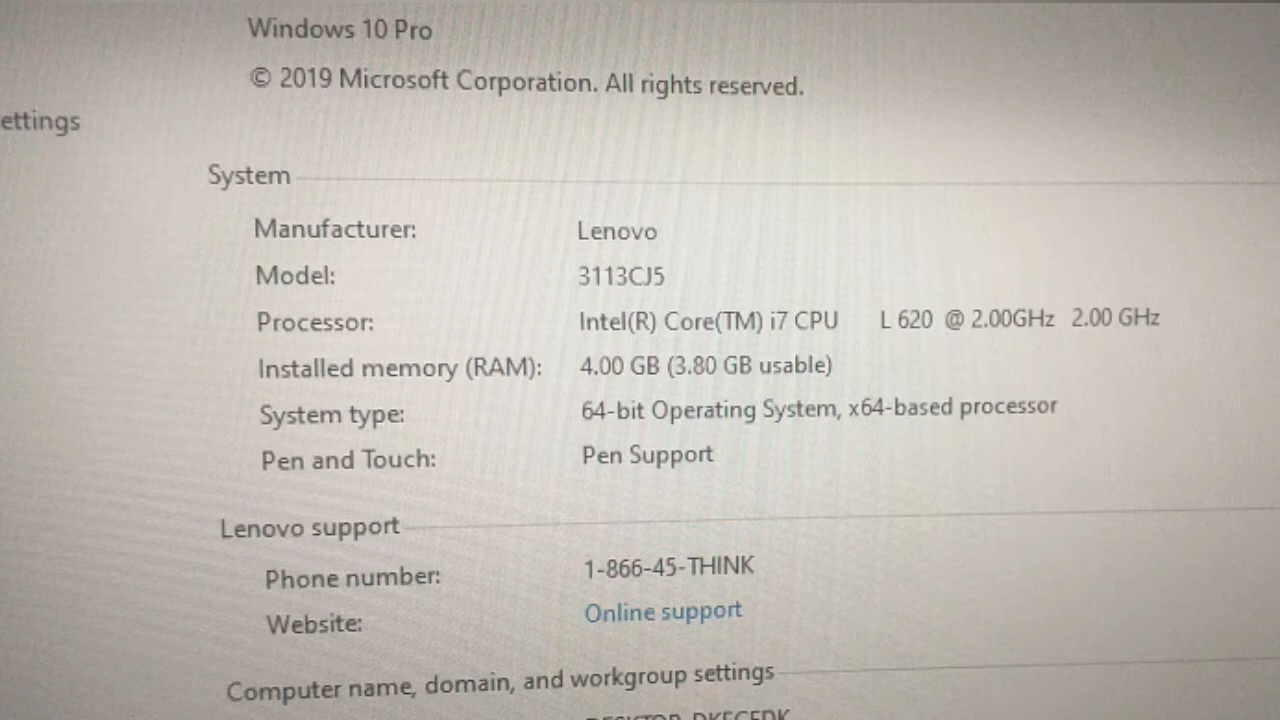 Windows 10 Pro
© 2019 Microsoft Corporation. All rights reserved.
ettings
System
Manufacturer: Lenovo
Model: 3113CJ5
Processor: Intel(R) Core(TM) i7 CPU L 620 @ 2.00GHz 2.00 GHz
Installed memory (RAM): 4.00 GB (3.80 GB usable)
System type: 64-bit Operating System, x64-based processor
Pen and Touch: Pen Support
Lenovo support
Phone number: 1-866-45-THINK
Website: Online support
Computer name, domain, and workgroup settings